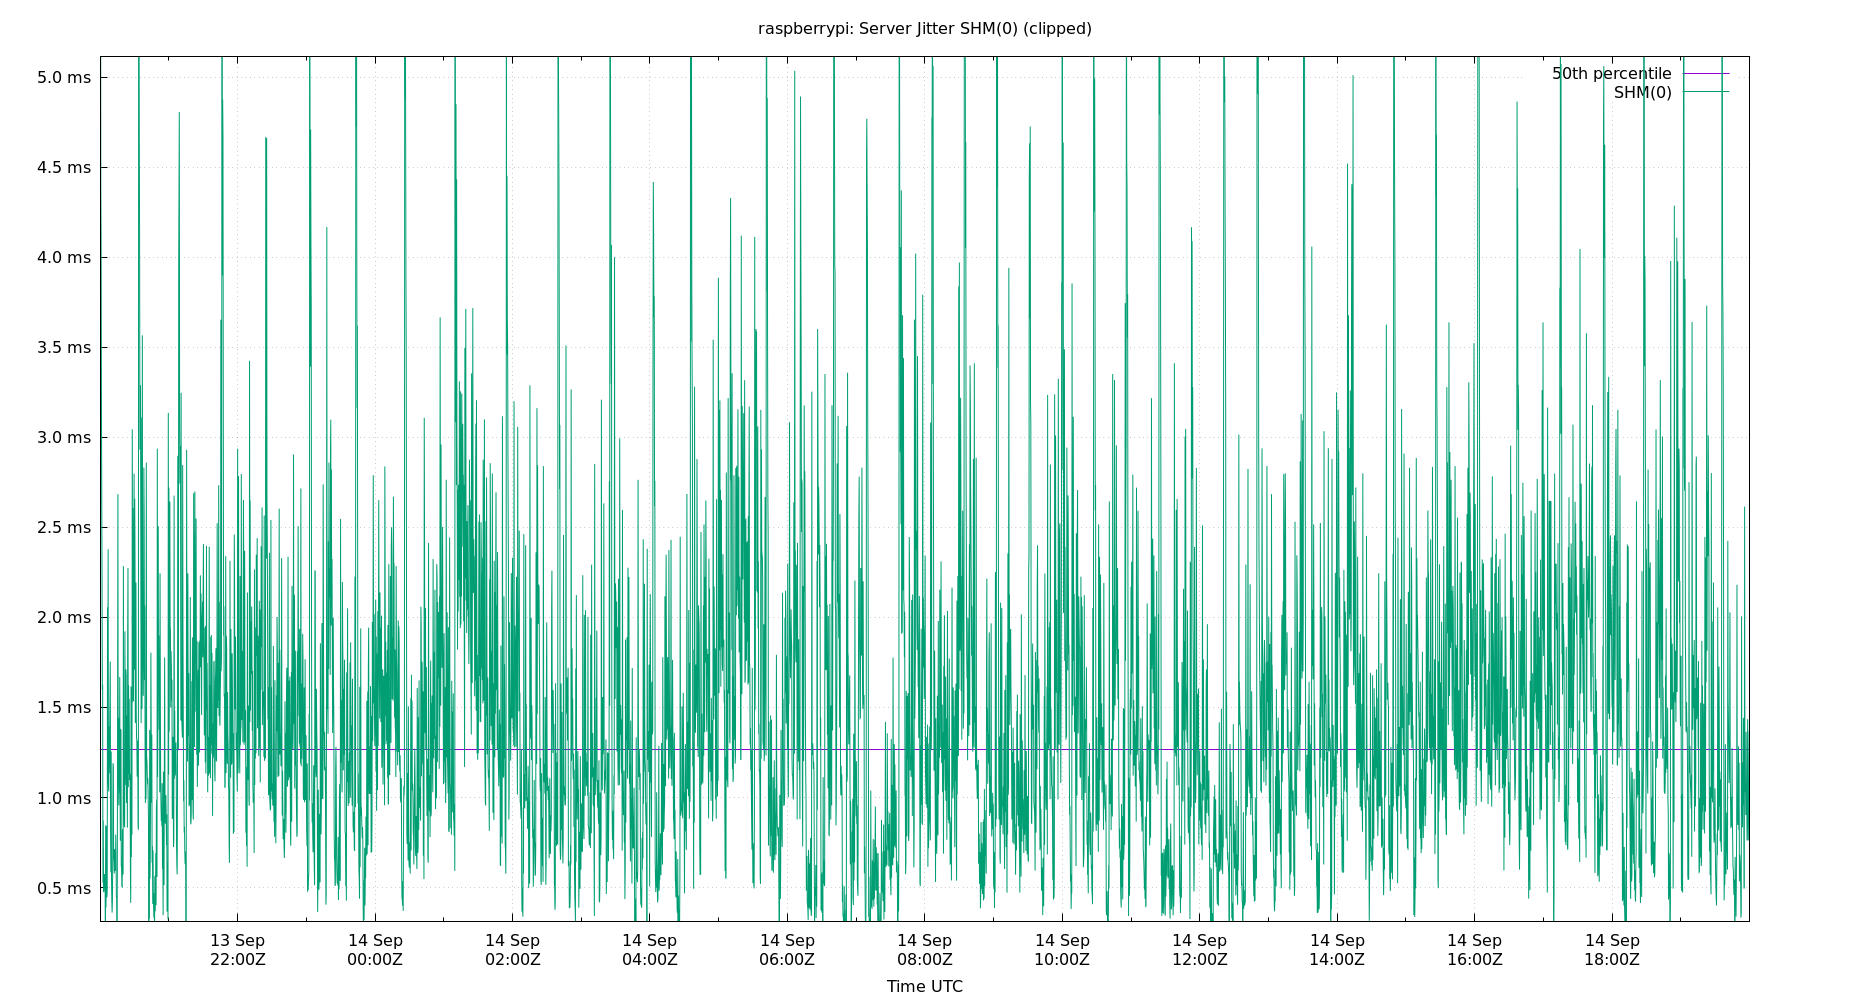 raspberrypi: Server Jitter SHM(0) (clipped)
50th percentile
SHM(0)
5.0 ms
4.5 ms
4.0 ms
3.5 ms
3.0 ms
2.5 ms
2.0 ms
1.5 ms
1.0 ms
0.5 ms
13 Sep 14 Sep 14 Sep 14 Sep 14 Sep 14 Sep 14 Sep 14 Sep 14 Sep 14 Sep 14 Sep
22:00Z 00:00Z 02:00Z 04:00Z 06:00Z 08:00Z 10:00Z 12:00Z 14:00Z 16:00Z 18:00Z
Time UTC